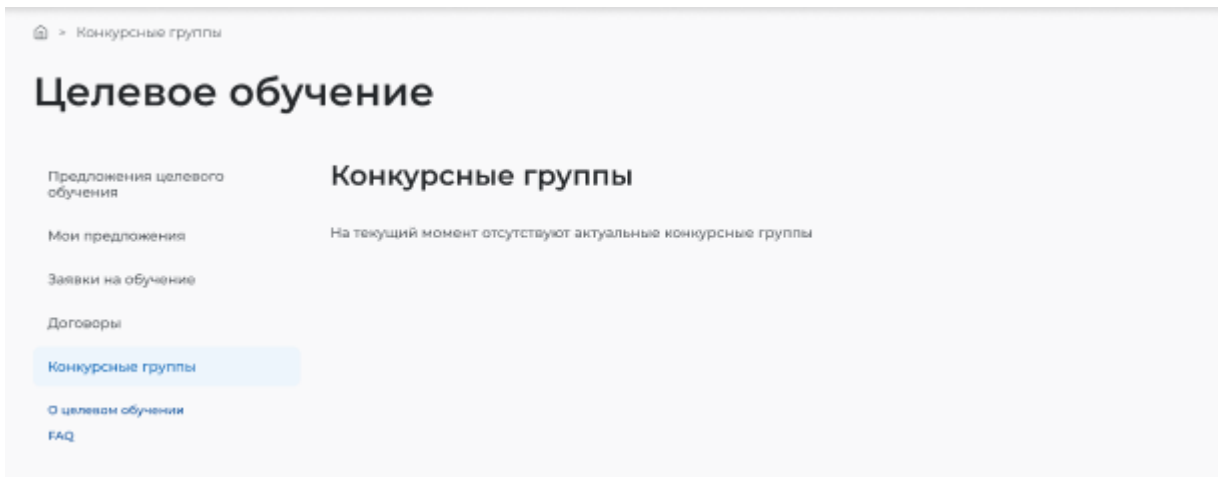 > Конкурсные группы
Целевое обучение
Предложения целевого
обучения
Мои предложения
Заявки на обучение
Договоры
Конкурсные группы
О целевом обучении
FAQ
Конкурсные группы
На текущий момент отсутствуют актуальные конкурсные группы